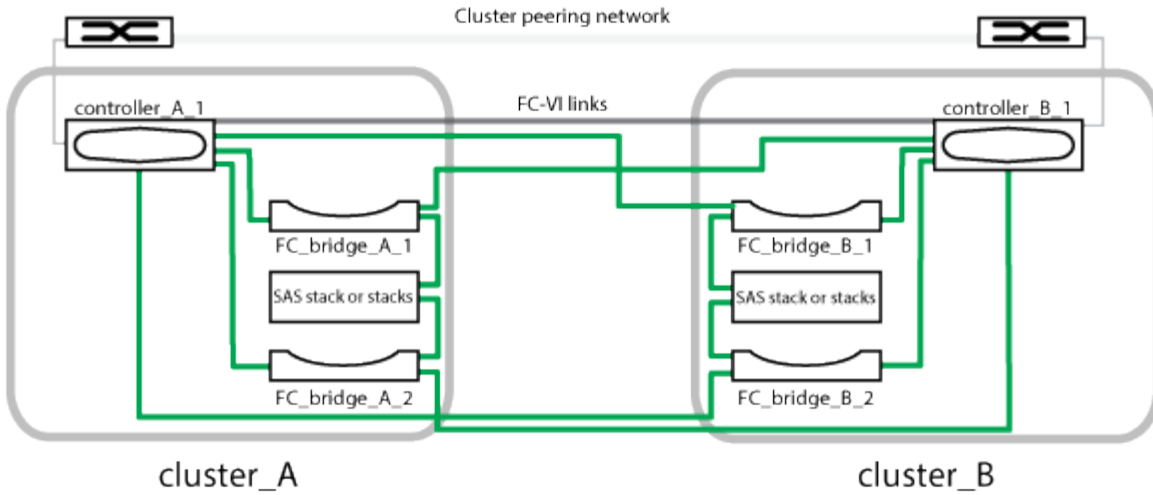 Cluster peering network
controller_A_1
FC-VI links
controller_B_1
FC_bridge_A_1
FC_bridge_B_1
SAS stack or stacks
SAS stack or stacks
FC_bridge_A_2
FC_bridge_B_2
cluster_A
cluster_B